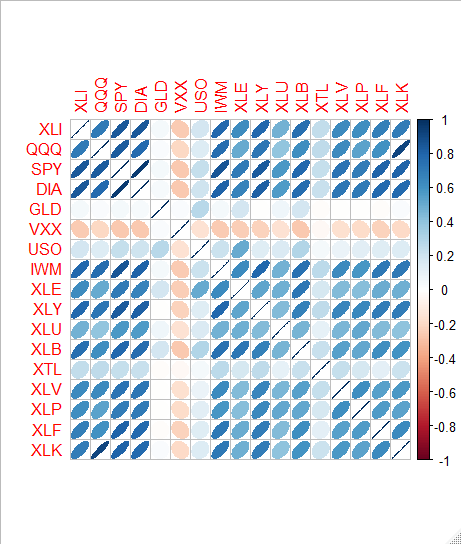 XLI QQQ SPY DIA GLD VXX USO IWM XLE XLY XLU XLB XTL XLV XLP XLF XLK
XLI
QQQ
SPY
DIA
GLD
VXX
USO
IWM
XLE
XLY
XLU
XLB
XTL
XLV
XLP
XLF
XLK
1
0.8
0.6
0.4
0.2
0
-0.2
-0.4
-0.6
-0.8
-1